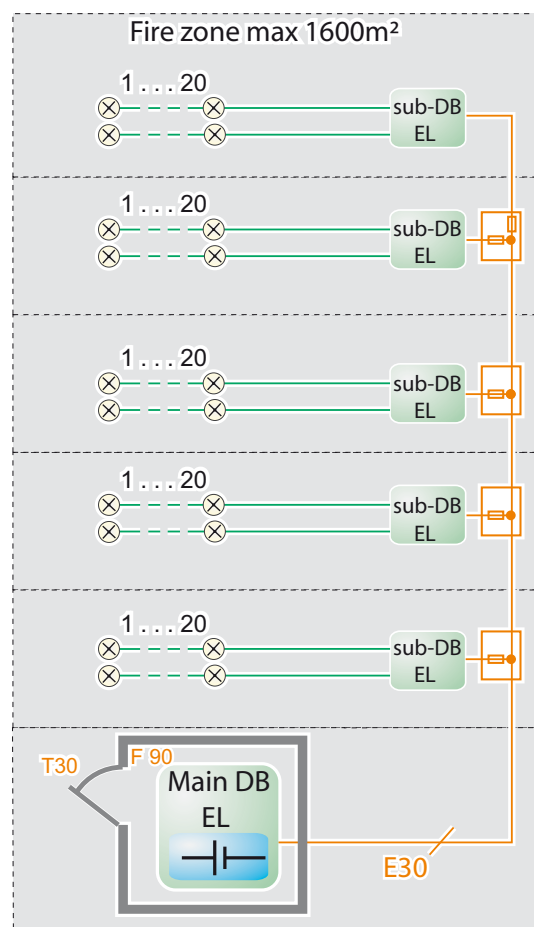 Fire zone max 1600m²
1 . . . 20
sub-DB
EL
1 . . . 20
sub-DB
EL
1 . . . 20
sub-DB
EL
1 . . . 20
sub-DB
EL
1 . . . 20
sub-DB
EL
T30
F 90
Main DB
EL
E30